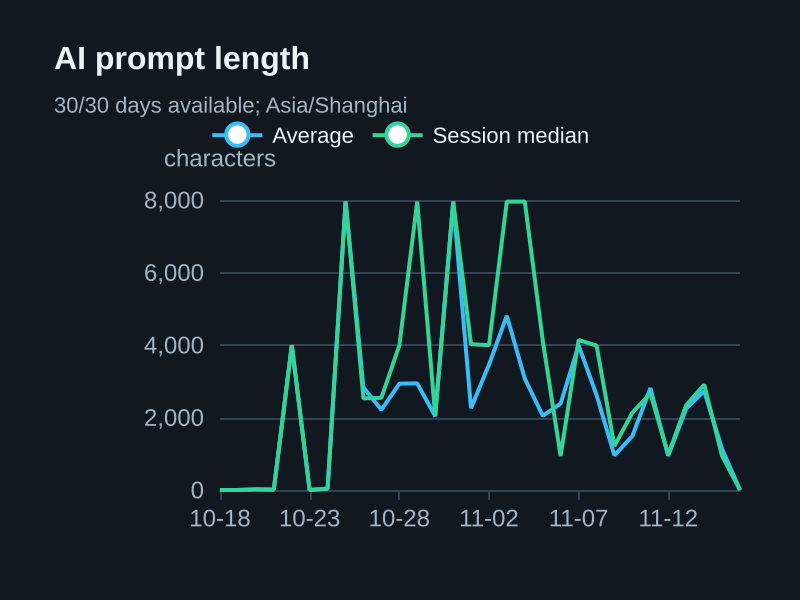 AI prompt length
30/30 days available; Asia/Shanghai
Average Session median
characters
8,000
6,000
4,000
2,000
0
10-18 10-23 10-28 11-02 11-07 11-12